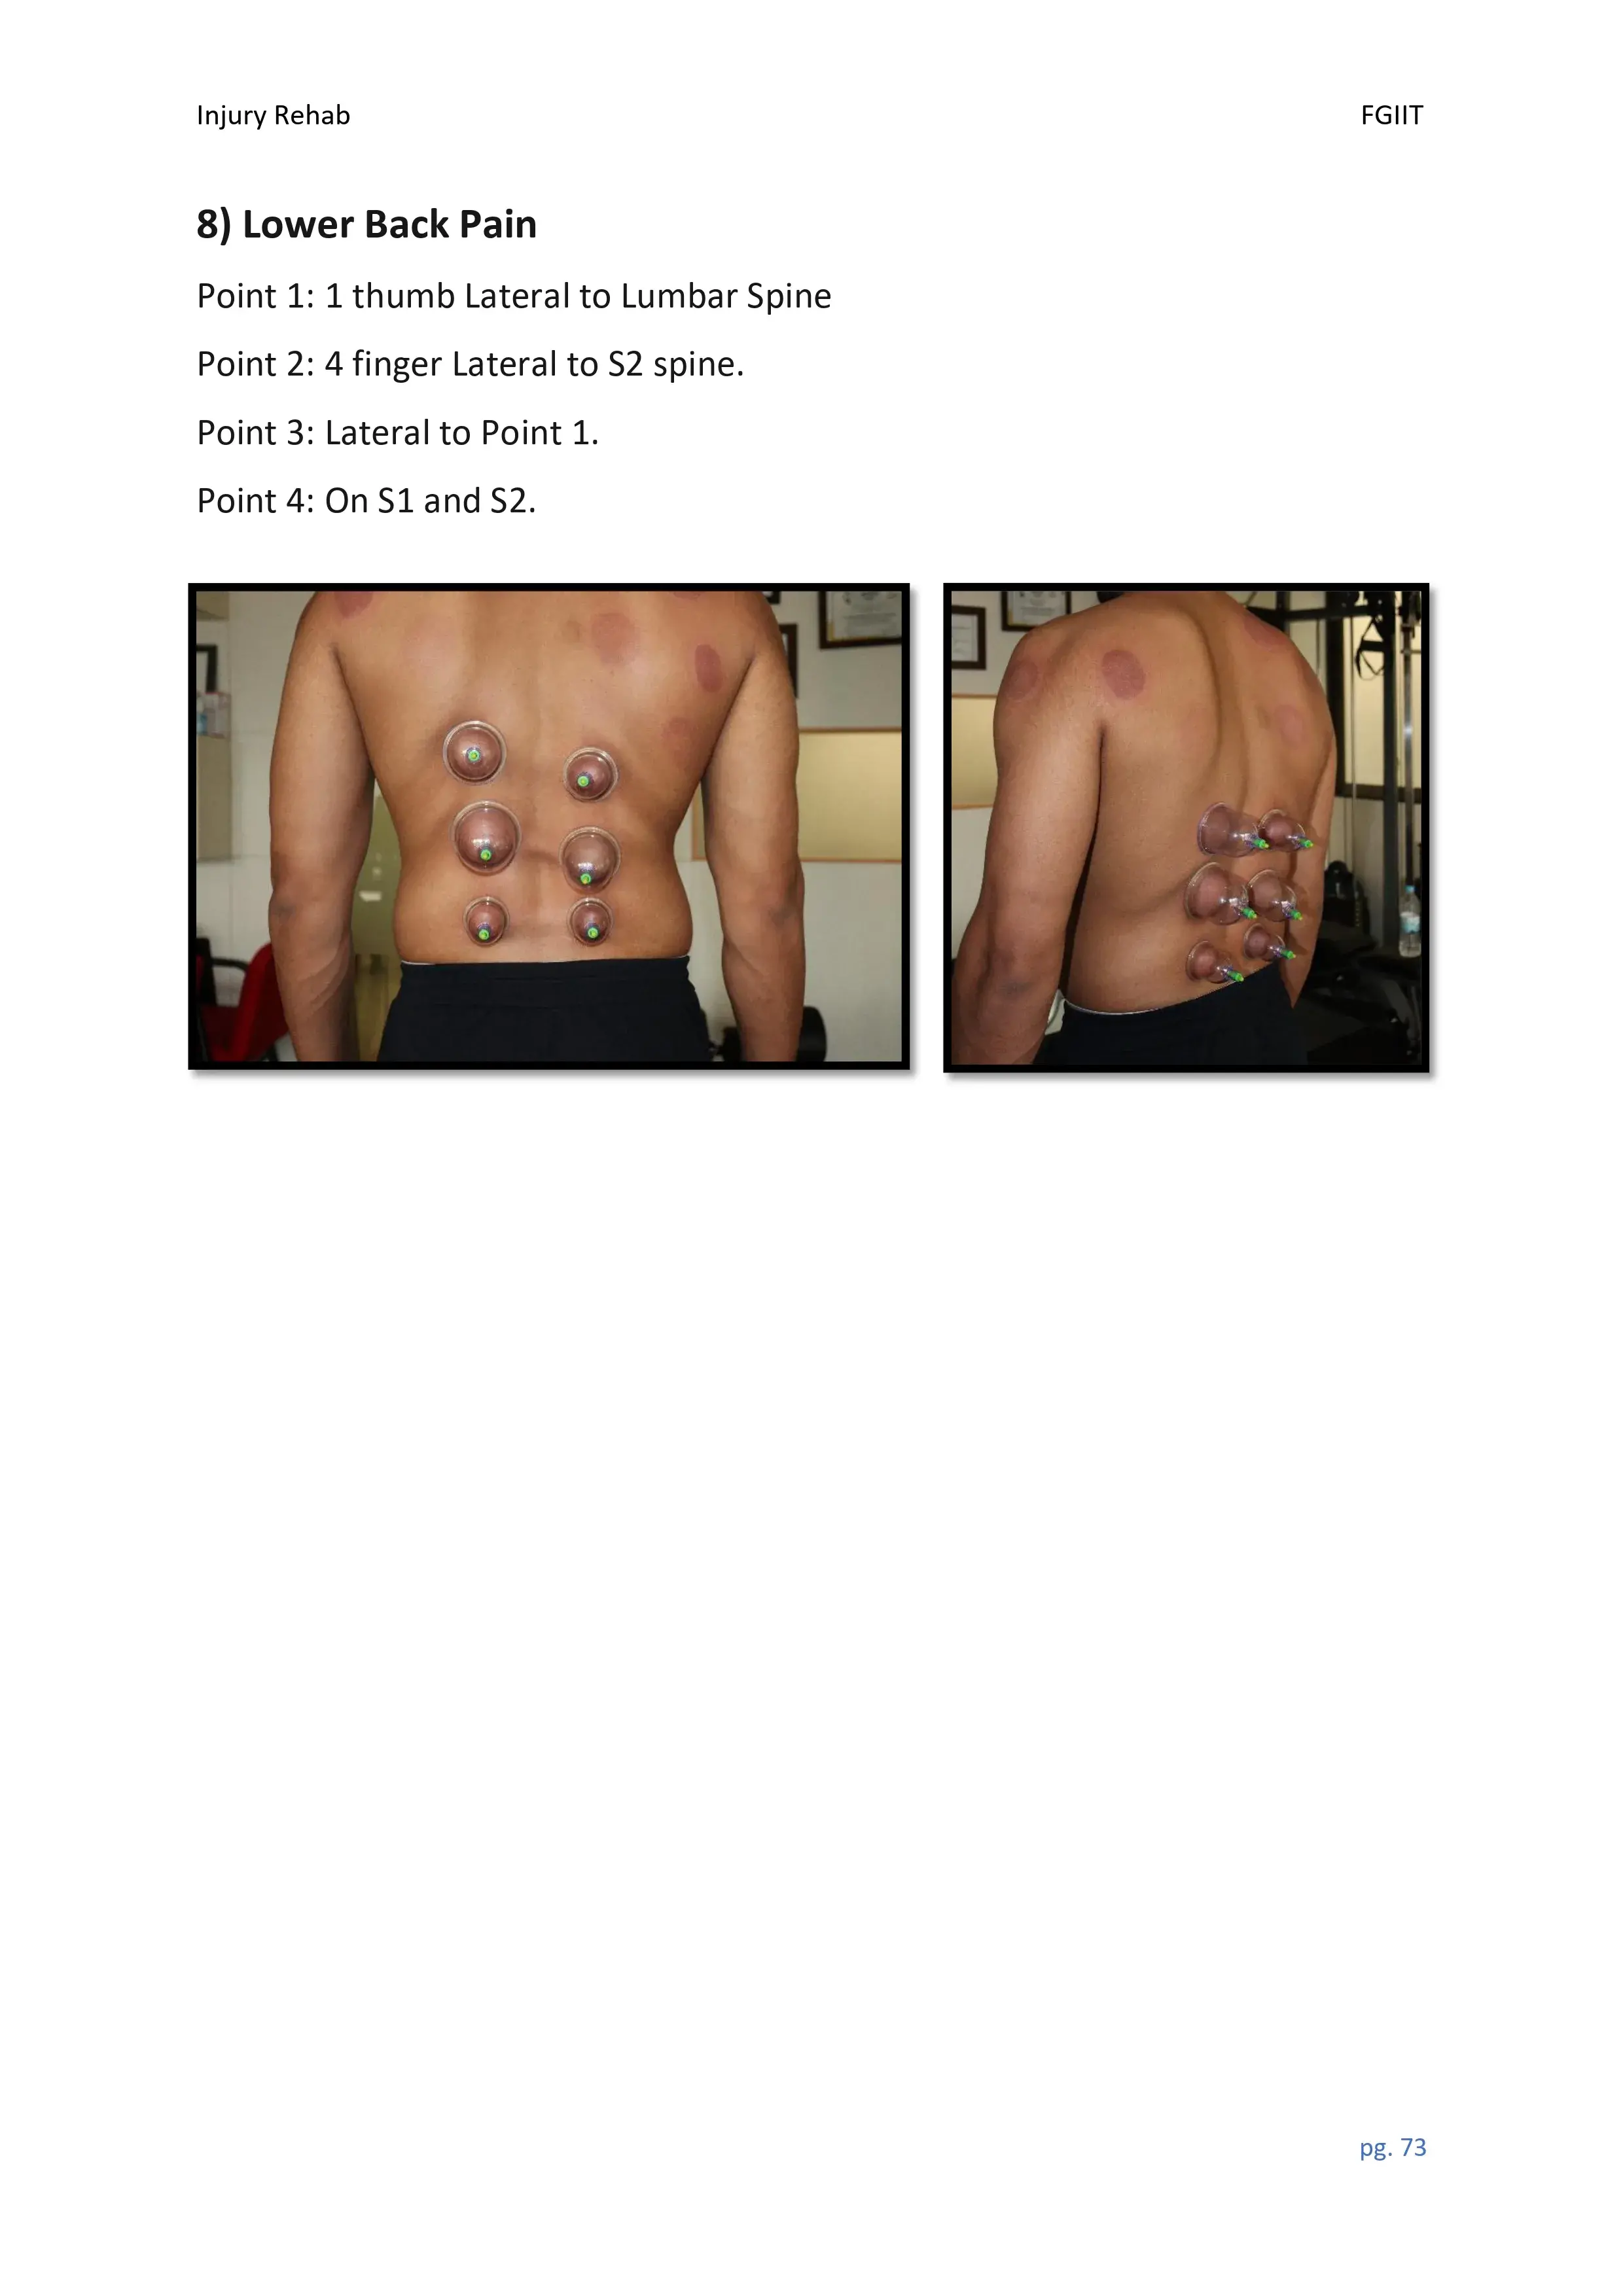 Injury Rehab FGIIT
8) Lower Back Pain
Point 1: 1 thumb Lateral to Lumbar Spine
Point 2: 4 finger Lateral to S2 spine.
Point 3: Lateral to Point 1.
Point 4: On S1 and S2.
pg. 73